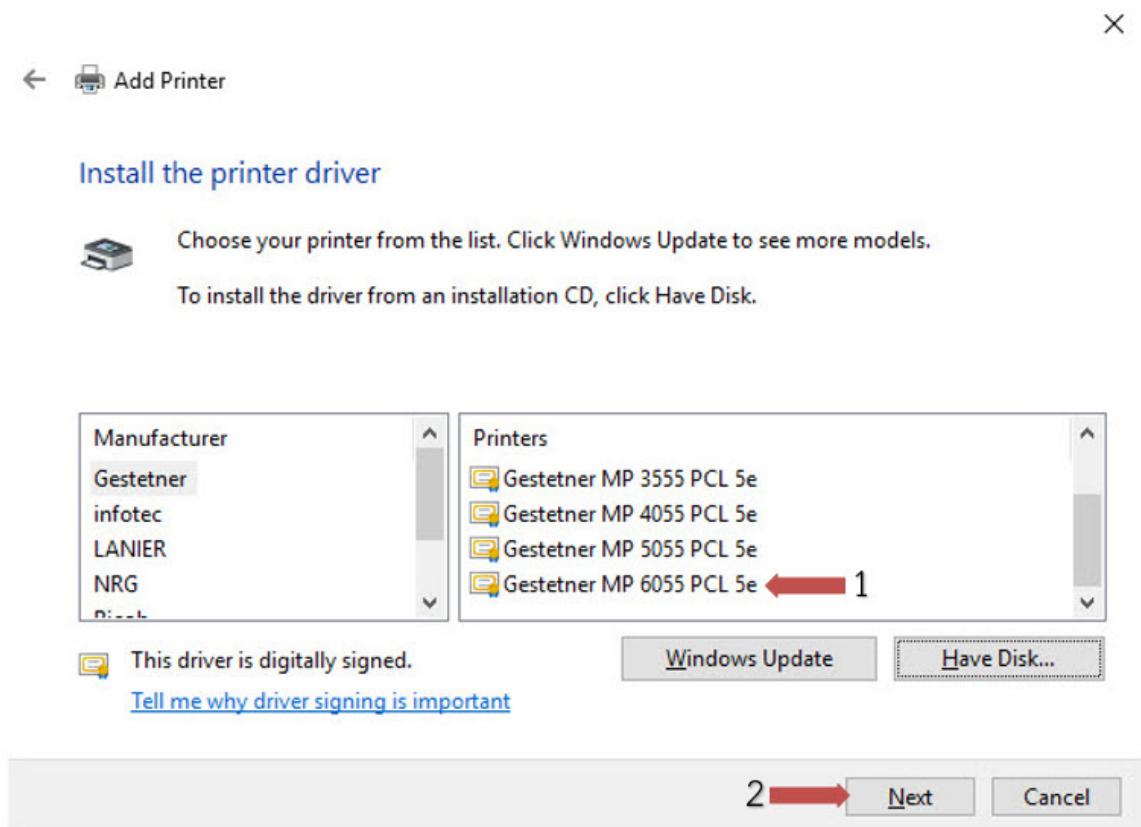 Add Printer
Install the printer driver
Choose your printer from the list. Click Windows Update to see more models.
To install the driver from an installation CD, click Have Disk.
Manufacturer
Gestetner
infotec
LANIER
NRG
Ricoh
Printers
Gestetner MP 3555 PCL 5e
Gestetner MP 4055 PCL 5e
Gestetner MP 5055 PCL 5e
Gestetner MP 6055 PCL 5e 1
This driver is digitally signed.
Tell me why driver signing is important
Windows Update Have Disk...
2 Next Cancel